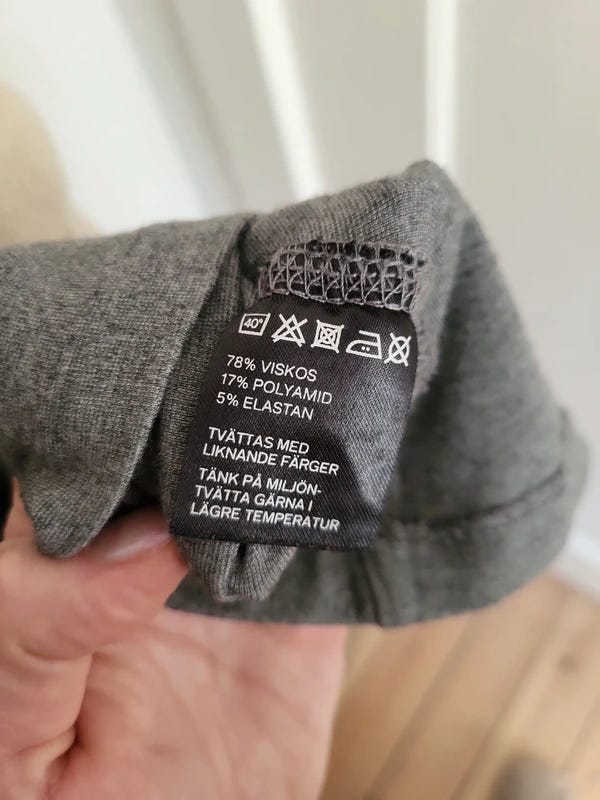 40°
78% VISKOS
17% POLYAMID
5% ELASTAN
TVÄTTAS MED
LIKNANDE FÄRGER
TÄNK PÅ MILJÖN-
TVÄTTA GÄRNA I
LÄGRE TEMPERATUR